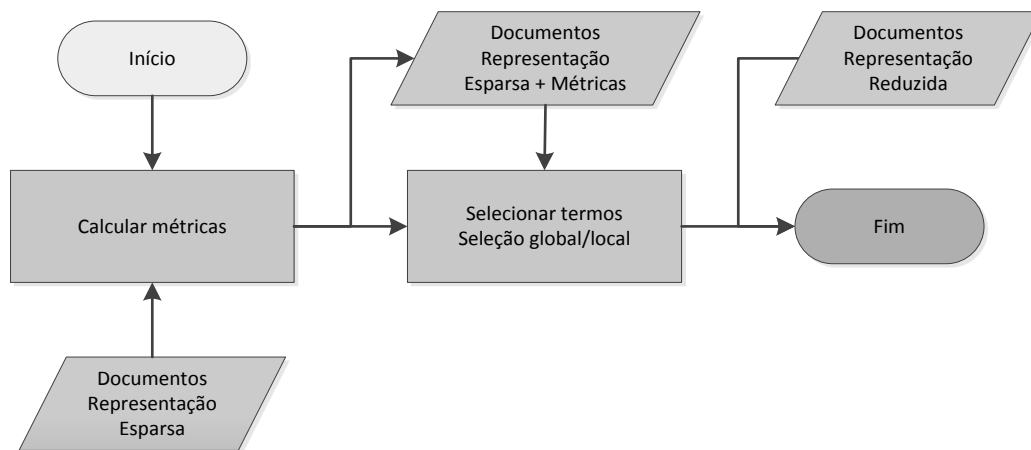 Início
Documentos
Representação
Esparsa + Métricas
Documentos
Representação
Reduzida
Calcular métricas
Selecionar termos
Seleção global/local
Fim
Documentos
Representação
Esparsa